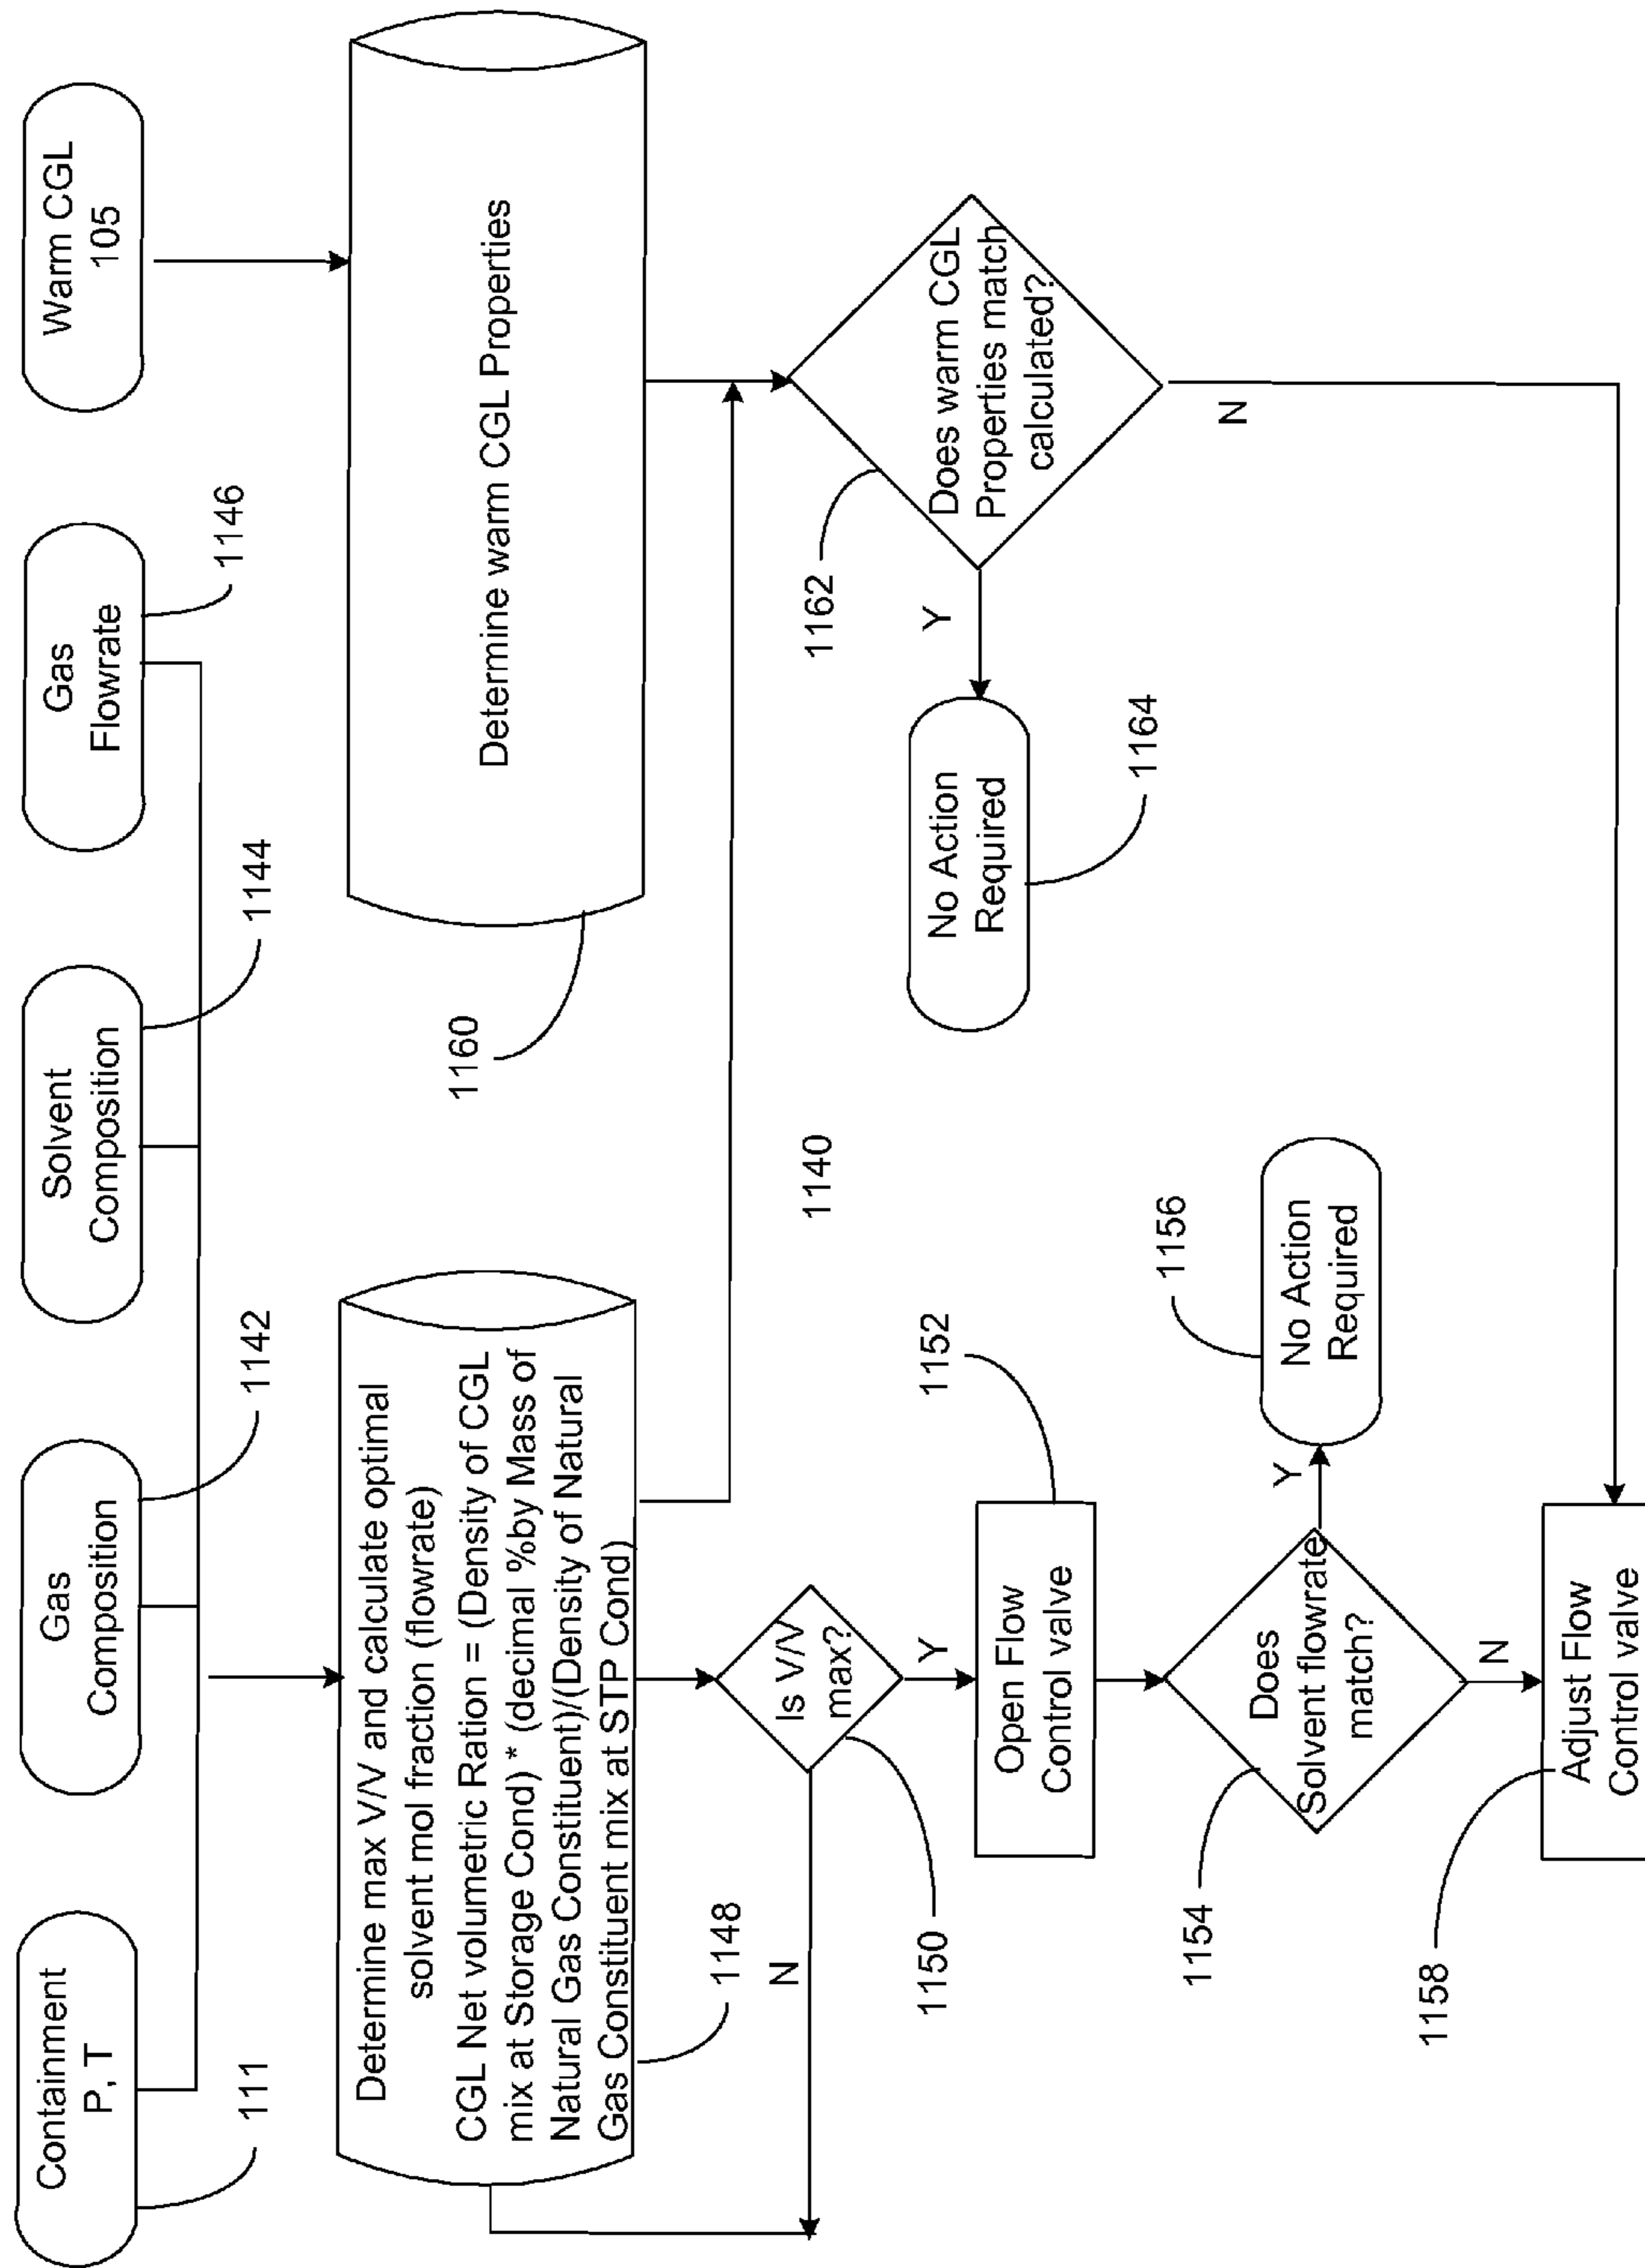 Containment
P, T
111
Gas
Composition
1142
Solvent
Composition
1144
Gas
Flowrate
1146
Warm CGL
105
Determine max V/V and calculate optimal
solvent mol fraction (flowrate)
CGL Net volumetric Ration = (Density of CGL
mix at Storage Cond) * (decimal %by Mass of
Natural Gas Constituent)/(Density of Natural
Gas Constituent mix at STP Cond)
1148
Determine warm CGL Properties
1160
N
Is V/V
max?
1150
Y
1140
Open Flow
Control valve
1152
Does
Solvent flowrate
match?
1154
Y
No Action
Required
1156
N
Adjust Flow
Control valve
1158
Does warm CGL
Properties match
calculated?
1162
Y
No Action
Required
1164
N